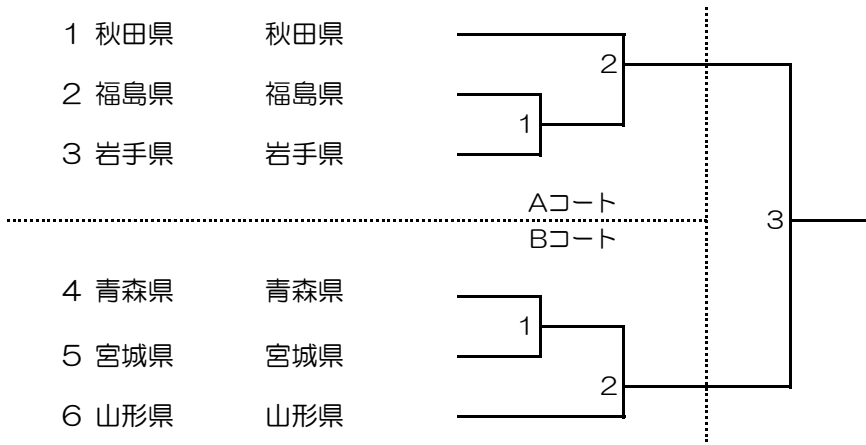 1 秋田県 秋田県
2
2 福島県 福島県
1
3 岩手県 岩手県
Aコート
3
Bコート
4 青森県 青森県
1
5 宮城県 宮城県
2
6 山形県 山形県